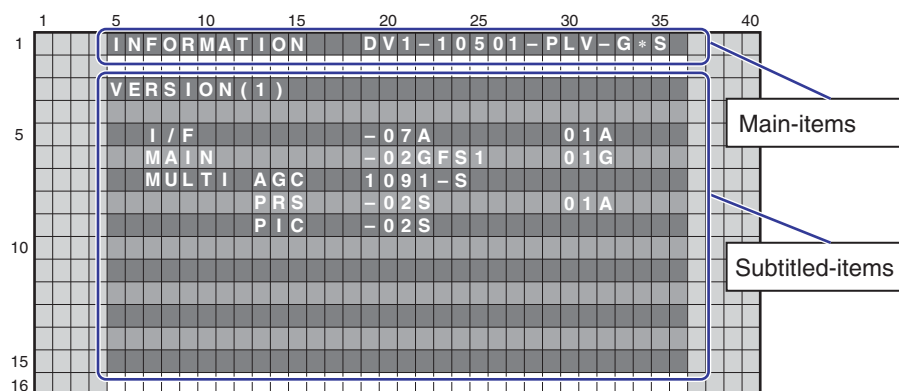 1 5 10 15 20 25 30 35 40
1 INFORMATION DV1-10501-PLV-G*S
VERSION(1)
Main-items
5 I/F -07A 01A
MAIN -02GFS1 01G
MULTI AGC 1091-S
PRS -02S 01A
PIC -02S
10
Subtitled-items
15
16